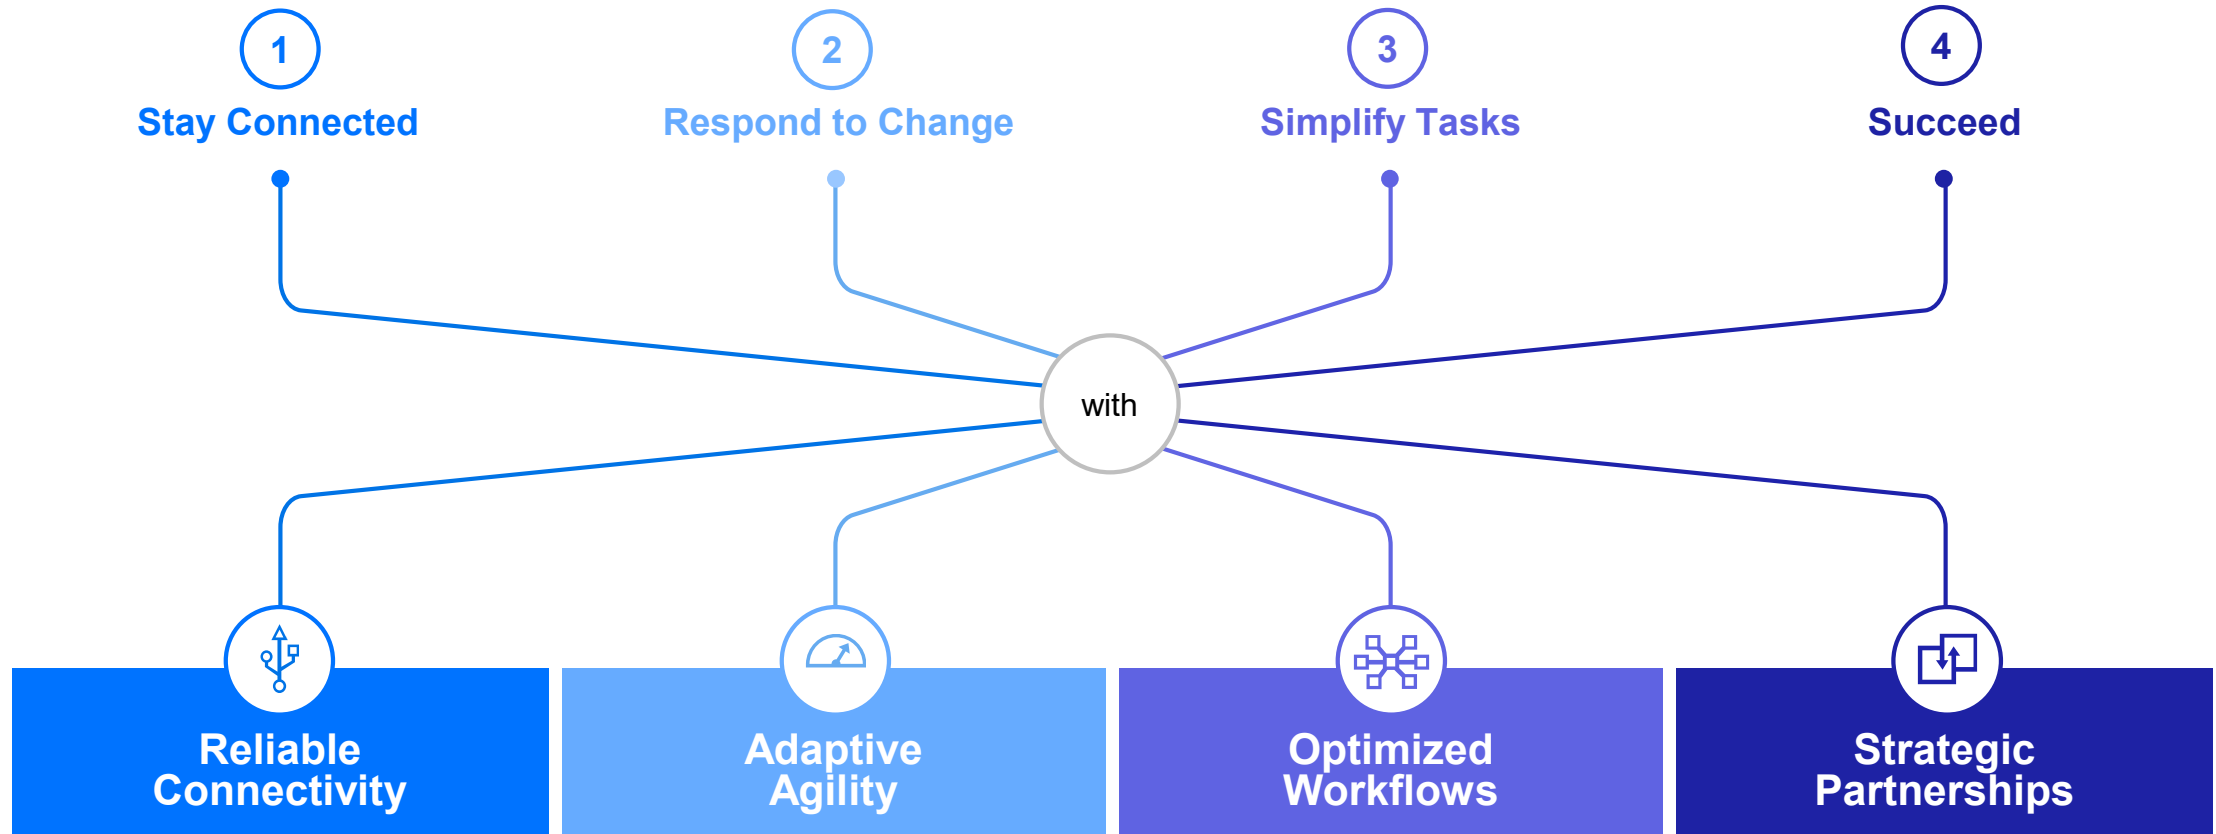 1
2
3
4
Stay Connected
Respond to Change
Simplify Tasks
Succeed
with
Reliable
Connectivity
Adaptive
Agility
Optimized
Workflows
Strategic
Partnerships